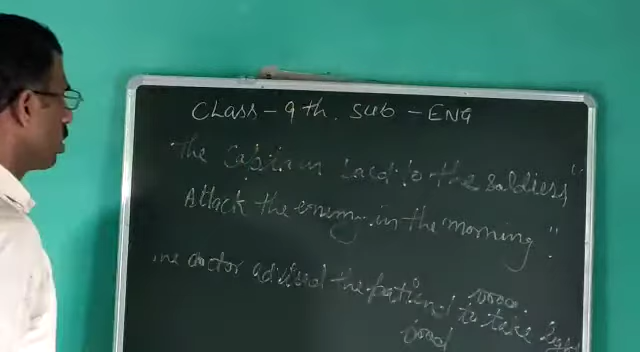 Class - 9th. sub - ENG
The Captain said to the soldiers "
Attack the enemy in the morning ".
The doctor advised the patient to take